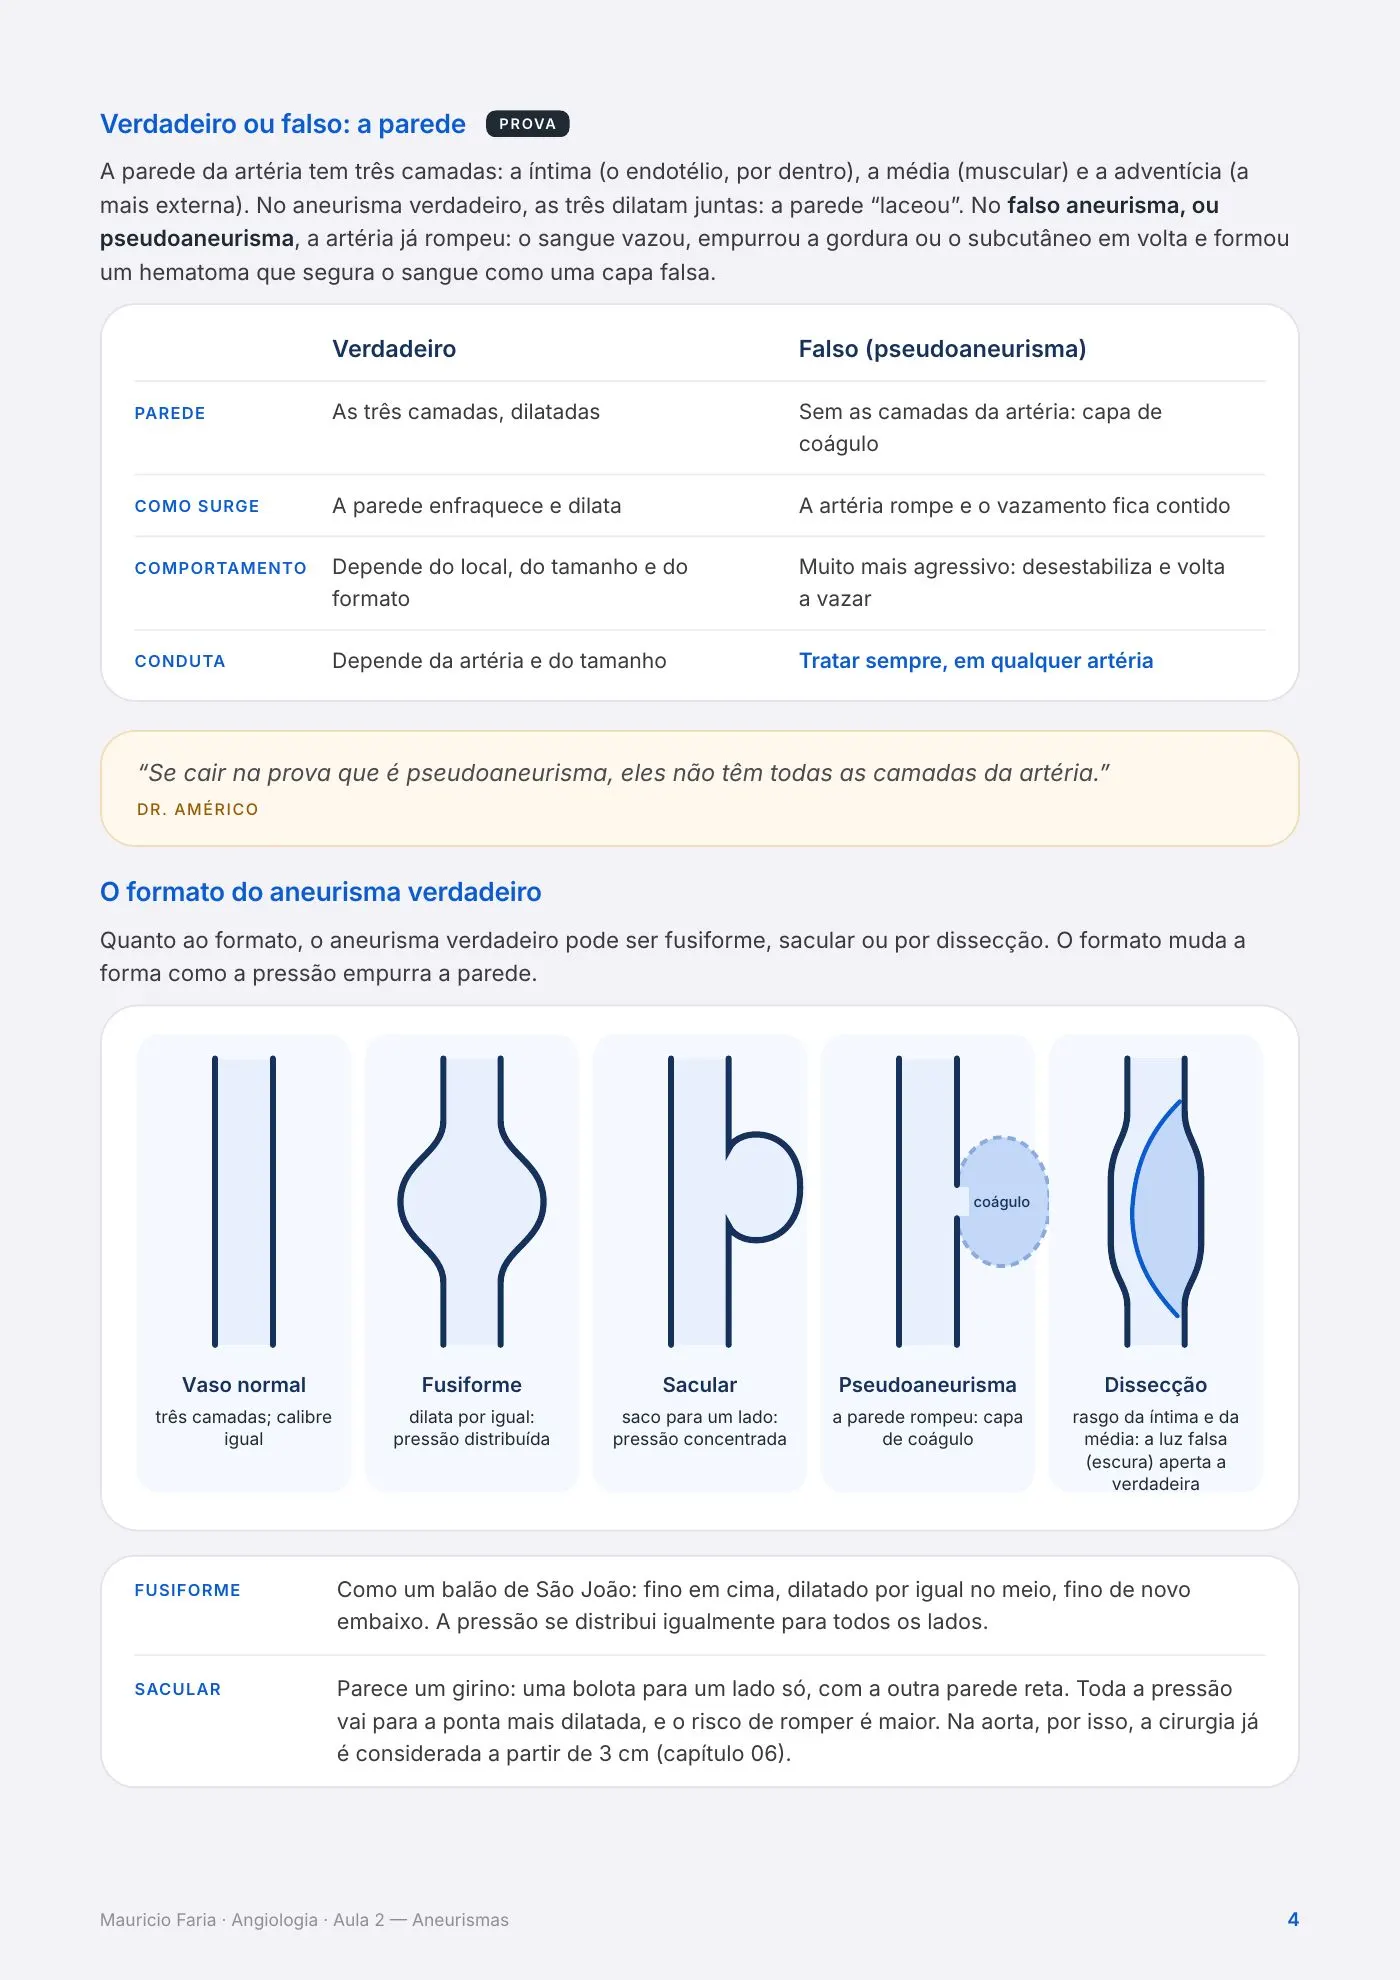 Verdadeiro ou falso: a parede PROVA
A parede da artéria tem três camadas: a íntima (o endotélio, por dentro), a média (muscular) e a adventícia (a
mais externa). No aneurisma verdadeiro, as três dilatam juntas: a parede “laceou”. No falso aneurisma, ou
pseudoaneurisma, a artéria já rompeu: o sangue vazou, empurrou a gordura ou o subcutâneo em volta e formou
um hematoma que segura o sangue como uma capa falsa.
Verdadeiro Falso (pseudoaneurisma)
PAREDE As três camadas, dilatadas Sem as camadas da artéria: capa de
coágulo
COMO SURGE A parede enfraquece e dilata A artéria rompe e o vazamento fica contido
COMPORTAMENTO Depende do local, do tamanho e do Muito mais agressivo: desestabiliza e volta
formato a vazar
CONDUTA Depende da artéria e do tamanho Tratar sempre, em qualquer artéria
“Se cair na prova que é pseudoaneurisma, eles não têm todas as camadas da artéria.”
DR. AMÉRICO
O formato do aneurisma verdadeiro
Quanto ao formato, o aneurisma verdadeiro pode ser fusiforme, sacular ou por dissecção. O formato muda a
forma como a pressão empurra a parede.
coágulo
Vaso normal
três camadas; calibre
igual
Fusiforme
dilata por igual:
pressão distribuída
Sacular
saco para um lado:
pressão concentrada
Pseudoaneurisma
a parede rompeu: capa
de coágulo
Dissecção
rasgo da íntima e da
média: a luz falsa
(escura) aperta a
verdadeira
FUSIFORME Como um balão de São João: fino em cima, dilatado por igual no meio, fino de novo
embaixo. A pressão se distribui igualmente para todos os lados.
SACULAR Parece um girino: uma bolota para um lado só, com a outra parede reta. Toda a pressão
vai para a ponta mais dilatada, e o risco de romper é maior. Na aorta, por isso, a cirurgia já
é considerada a partir de 3 cm (capítulo 06).
Mauricio Faria · Angiologia · Aula 2 — Aneurismas 4